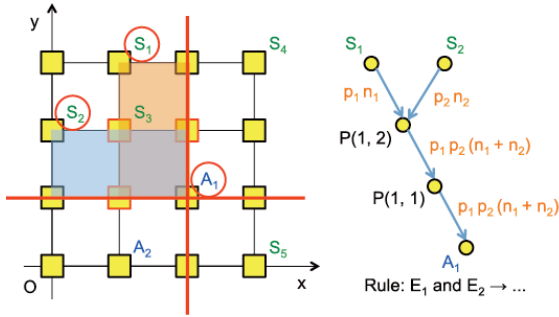 y
S₁
S₄
S₂
S₃
A₁
A₂
S₅
O
x
S₁
S₂
p₁ n₁
p₂ n₂
P(1, 2)
p₁ p₂ (n₁ + n₂)
P(1, 1)
p₁ p₂ (n₁ + n₂)
A₁
Rule: E₁ and E₂ → ...